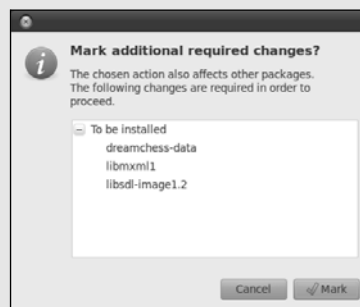 Mark additional required changes?
The chosen action also affects other packages.
The following changes are required in order to
proceed.
To be installed
dreamchess-data
libmxml1
libsdl-image1.2
Cancel
Mark